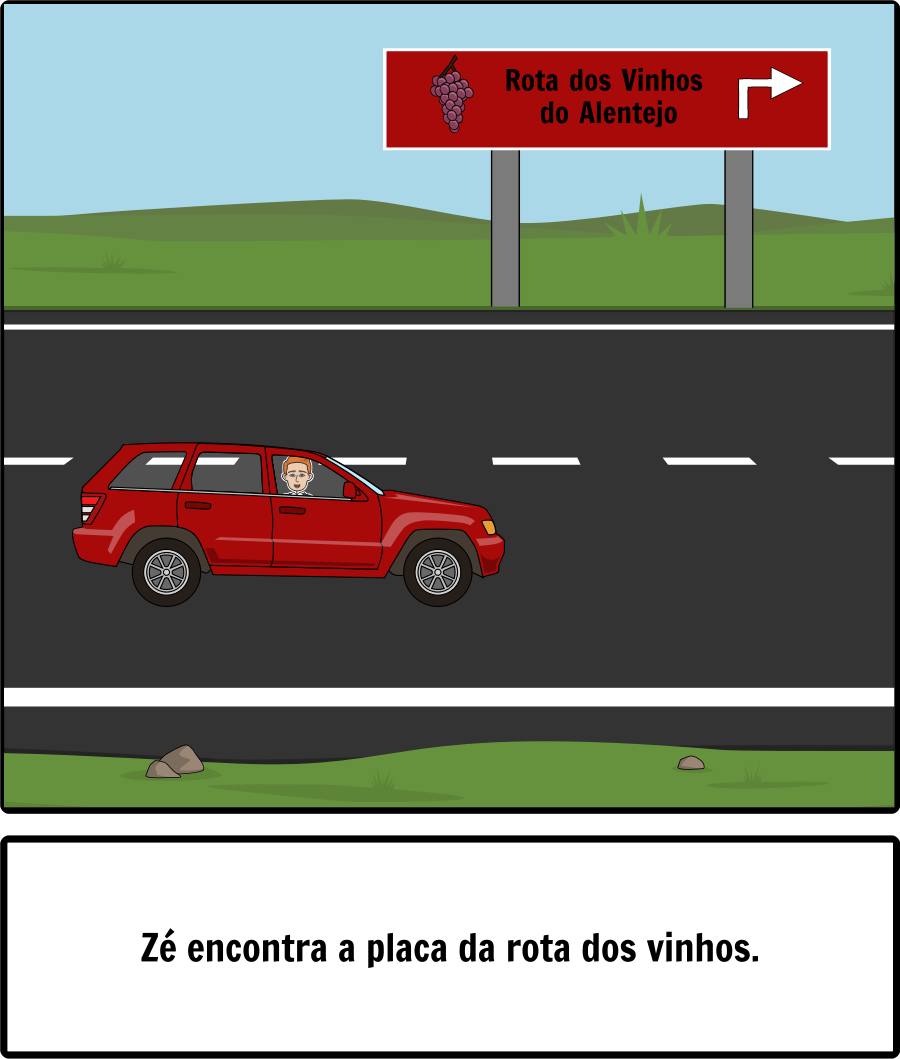 Rota dos Vinhos
do Alentejo
Zé encontra a placa da rota dos vinhos.